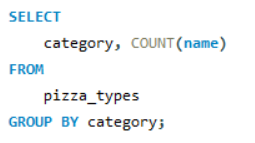 SELECT
    category, COUNT(name)
FROM
    pizza_types
GROUP BY category;